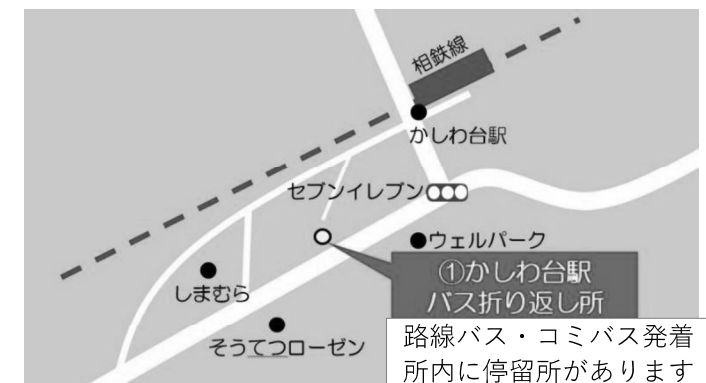 相鉄線
かしわ台駅
セブンイレブン
ウェルパーク
①かしわ台駅
バス折り返し所
しまむら
そうてつローゼン
路線バス・コミバス発着
所内に停留所があります